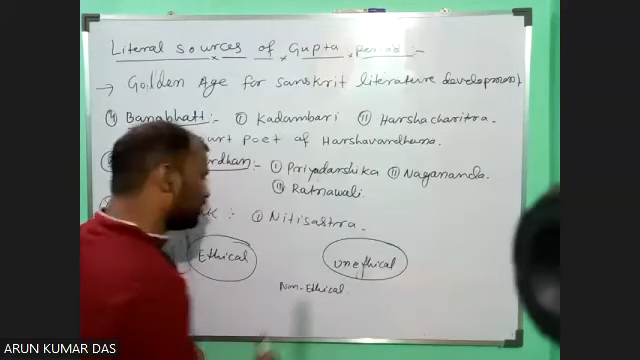 Literal sources of Gupta period :-
→ Golden Age for sanskrit literature development
Banabhatt :- (i) Kadambari (ii) Harshacharitra.
Court Poet of Harshavardhana.
(i) Priyadarshika (ii) Nagananda.
(iii) Ratnawali.
:- (i) Nitisastra.
Ethical
Unethical
Non-Ethical
ARUN KUMAR DAS